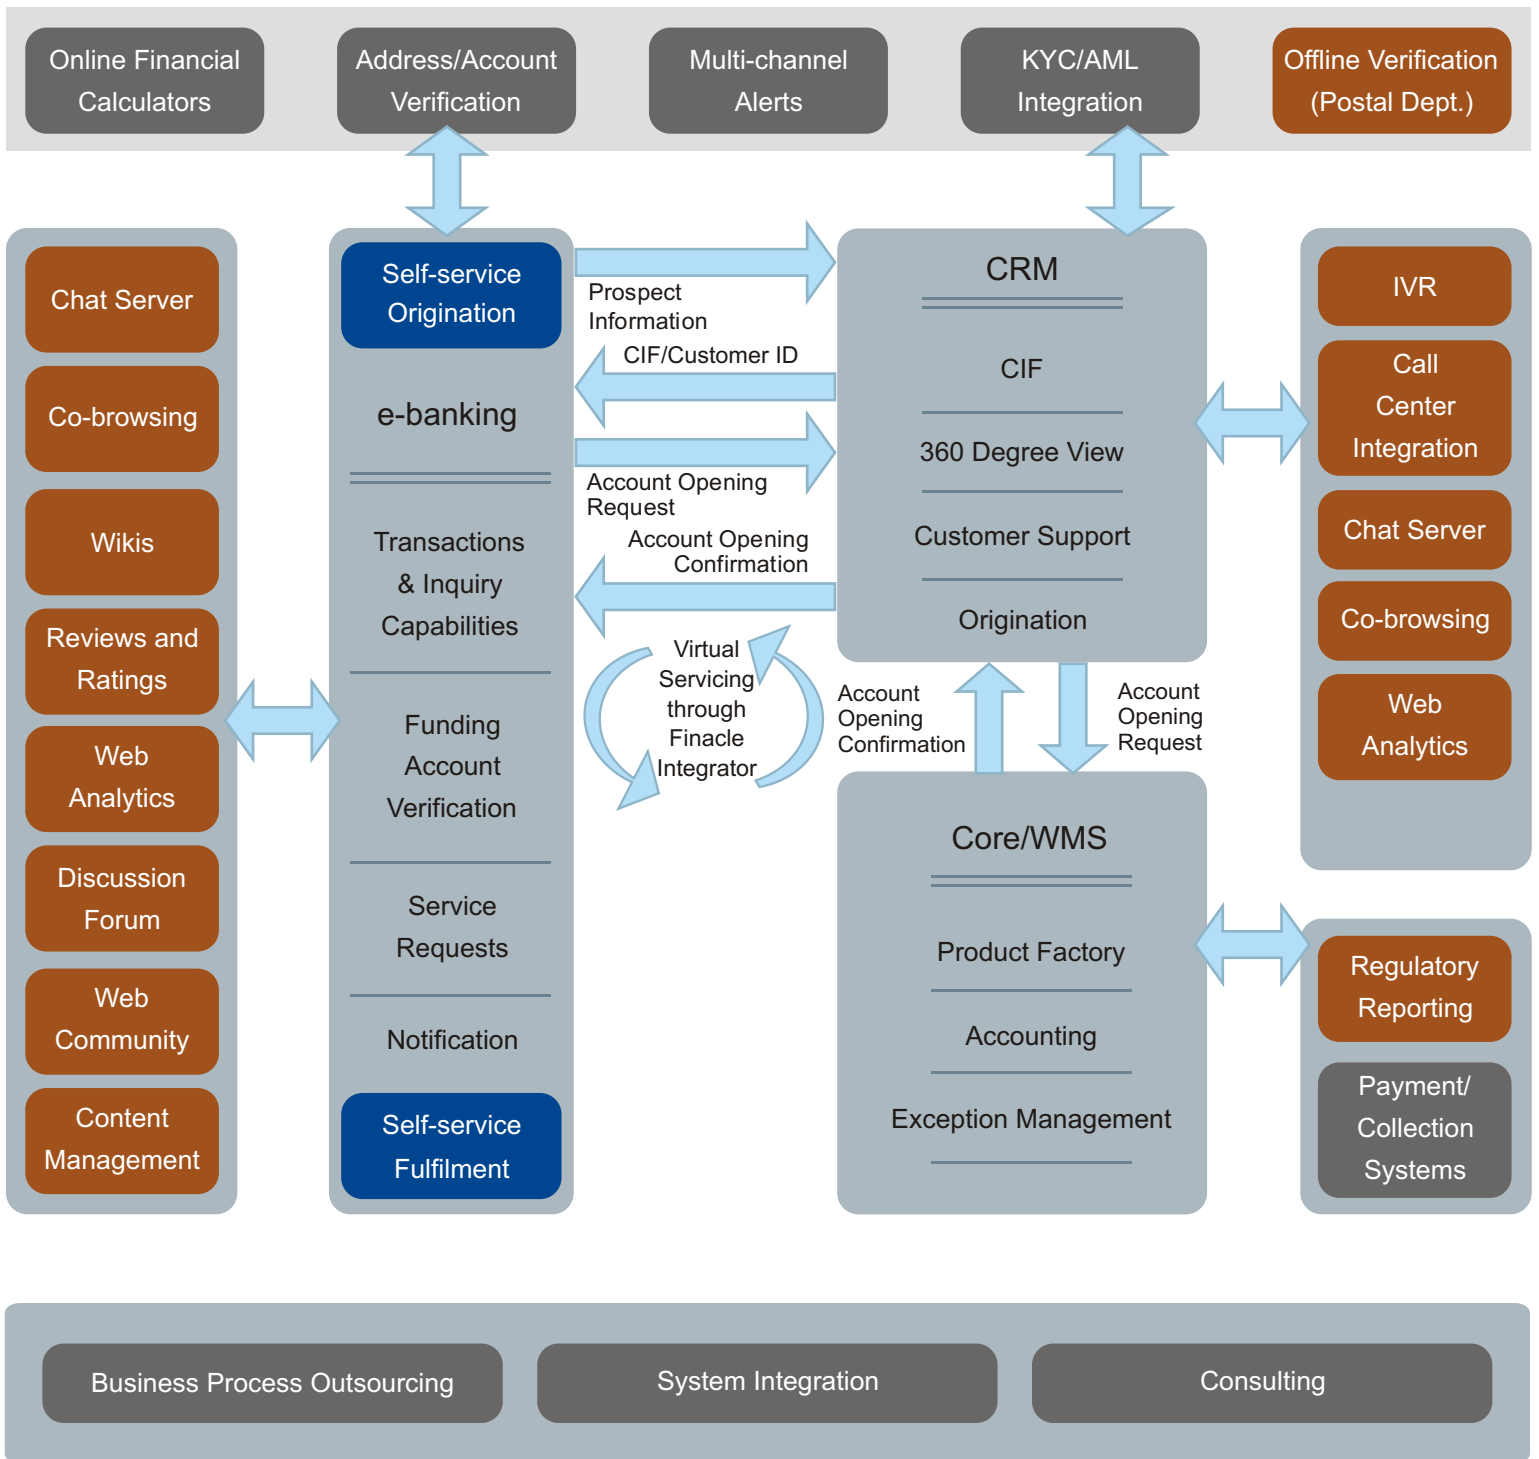 Online Financial
Calculators
Address/Account
Verification
Multi-channel
Alerts
KYC/AML
Integration
Offline Verification
(Postal Dept.)
Chat Server
Co-browsing
Wikis
Reviews and
Ratings
Web
Analytics
Discussion
Forum
Web
Community
Content
Management
Self-service
Origination
e-banking
Transactions
& Inquiry
Capabilities
Funding
Account
Verification
Service
Requests
Notification
Self-service
Fulfilment
Prospect
Information
CIF/Customer ID
Account Opening
Request
Account Opening
Confirmation
Virtual
Servicing
through
Finacle
Integrator
CRM
CIF
360 Degree View
Customer Support
Origination
Account
Opening
Confirmation
Account
Opening
Request
Core/WMS
Product Factory
Accounting
Exception Management
IVR
Call
Center
Integration
Chat Server
Co-browsing
Web
Analytics
Regulatory
Reporting
Payment/
Collection
Systems
Business Process Outsourcing
System Integration
Consulting